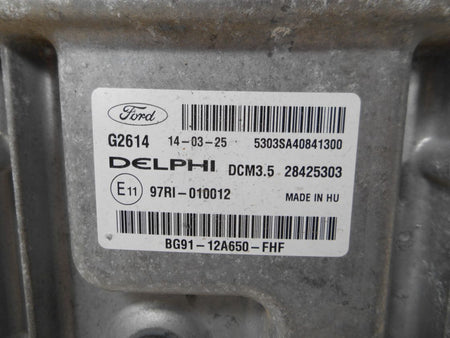 Ford
G2614 14-03-25 5303SA40841300
DELPHI DCM3.5 28425303
E11 97RI-010012 MADE IN HU
BG91-12A650-FHF